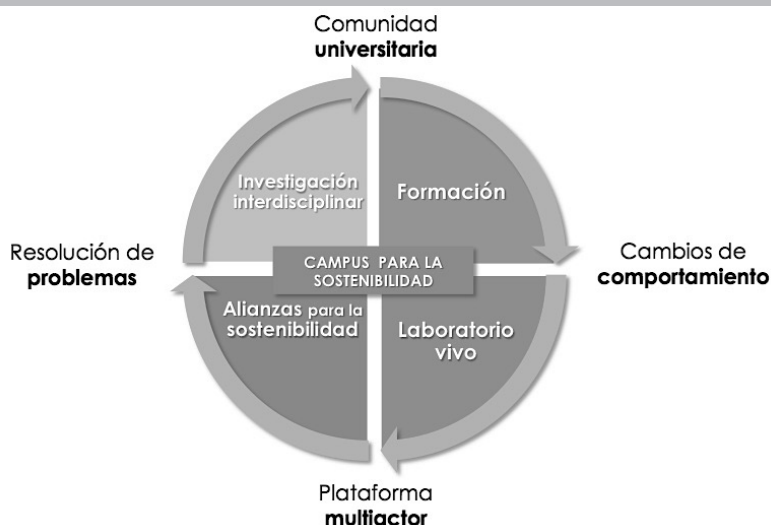 Comunidad
universitaria
Investigación
interdisciplinar
Formación
Resolución de
problemas
CAMPUS PARA LA
SOSTENIBILIDAD
Cambios de
comportamiento
Alianzas para la
sostenibilidad
Laboratorio
vivo
Plataforma
multiactor